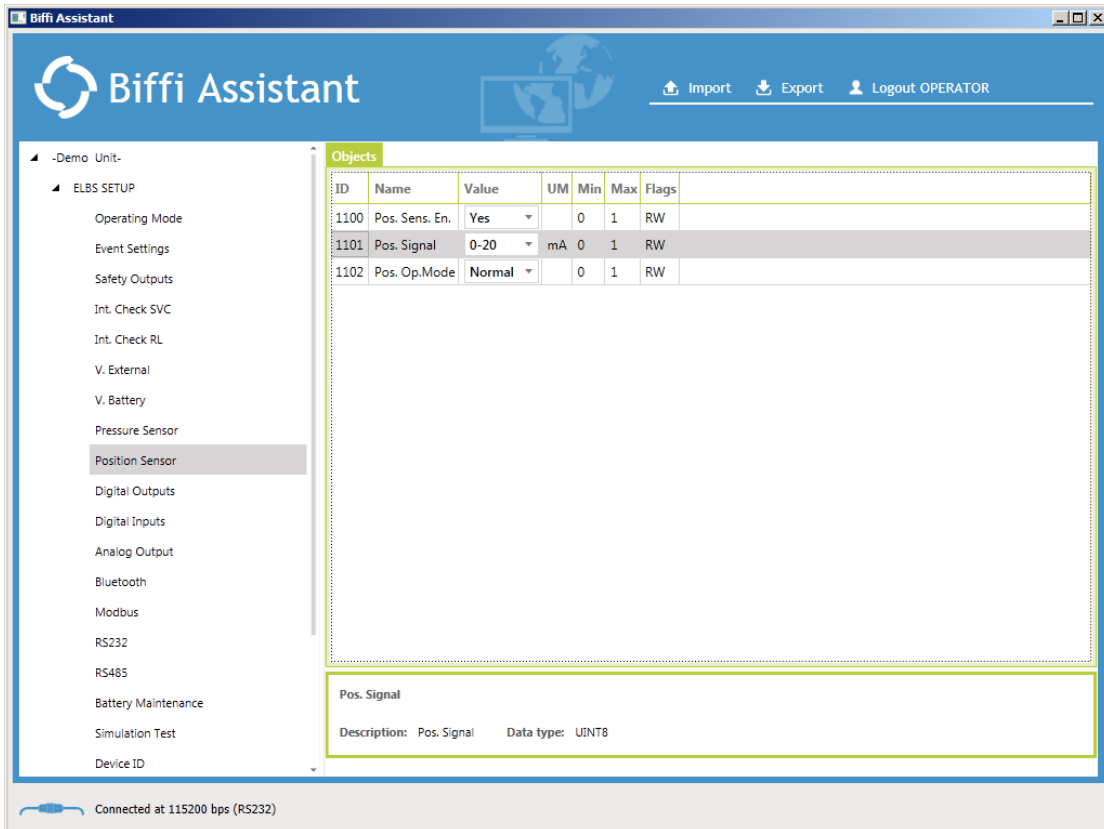 Biffi Assistant
Biffi Assistant
Import Export Logout OPERATOR
-Demo Unit-
ELBS SETUP
Operating Mode
Event Settings
Safety Outputs
Int. Check SVC
Int. Check RL
V. External
V. Battery
Pressure Sensor
Position Sensor
Digital Outputs
Digital Inputs
Analog Output
Bluetooth
Modbus
RS232
RS485
Battery Maintenance
Simulation Test
Device ID
Objects
ID Name Value UM Min Max Flags
1100 Pos. Sens. En. Yes 0 1 RW
1101 Pos. Signal 0-20 mA 0 1 RW
1102 Pos. Op.Mode Normal 0 1 RW
Pos. Signal
Description: Pos. Signal Data type: UINT8
Connected at 115200 bps (RS232)